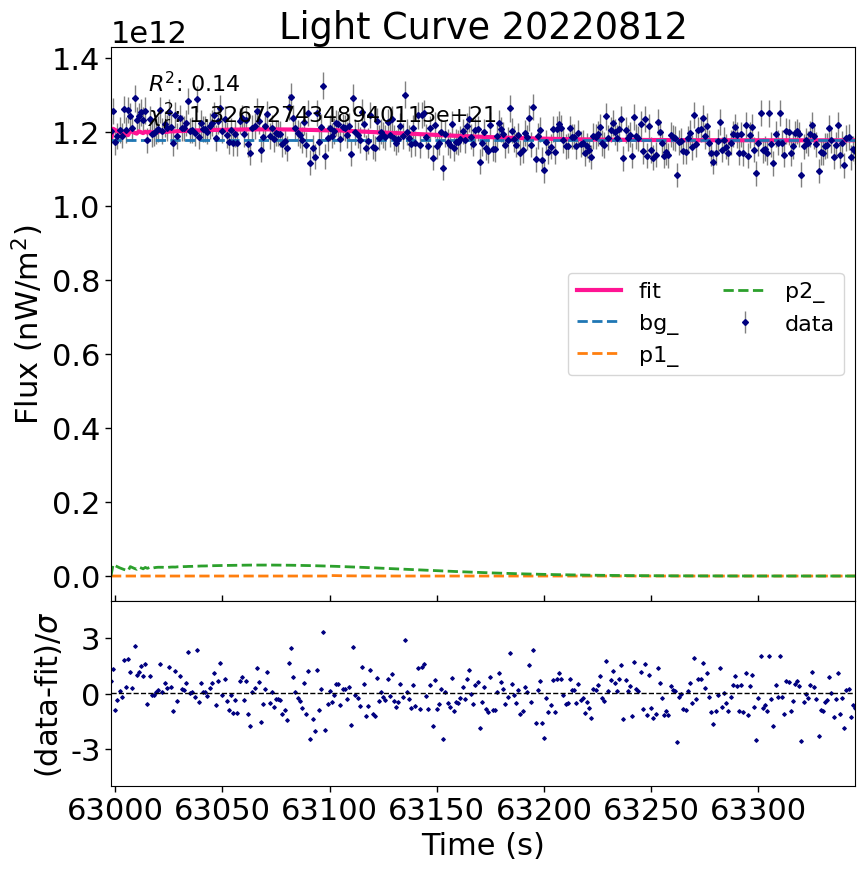 Light Curve 20220812
1e12
R²: 0.14
χ²: 1.3267274348940113e+21
1.4
1.2
1.0
0.8
0.6
0.4
0.2
0.0
Flux (nW/m²)
fit
bg_
p1_
p2_
data
3
0
-3
(data-fit)/σ
63000 63050 63100 63150 63200 63250 63300
Time (s)